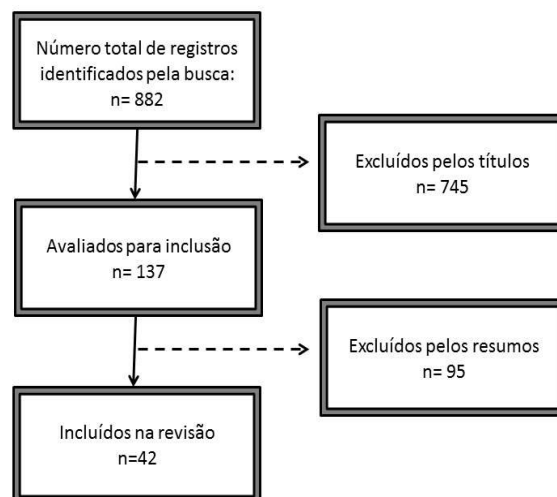 Número total de registros
identificados pela busca:
n= 882
Excluídos pelos títulos
n= 745
Avaliados para inclusão
n= 137
Excluídos pelos resumos
n= 95
Incluídos na revisão
n=42